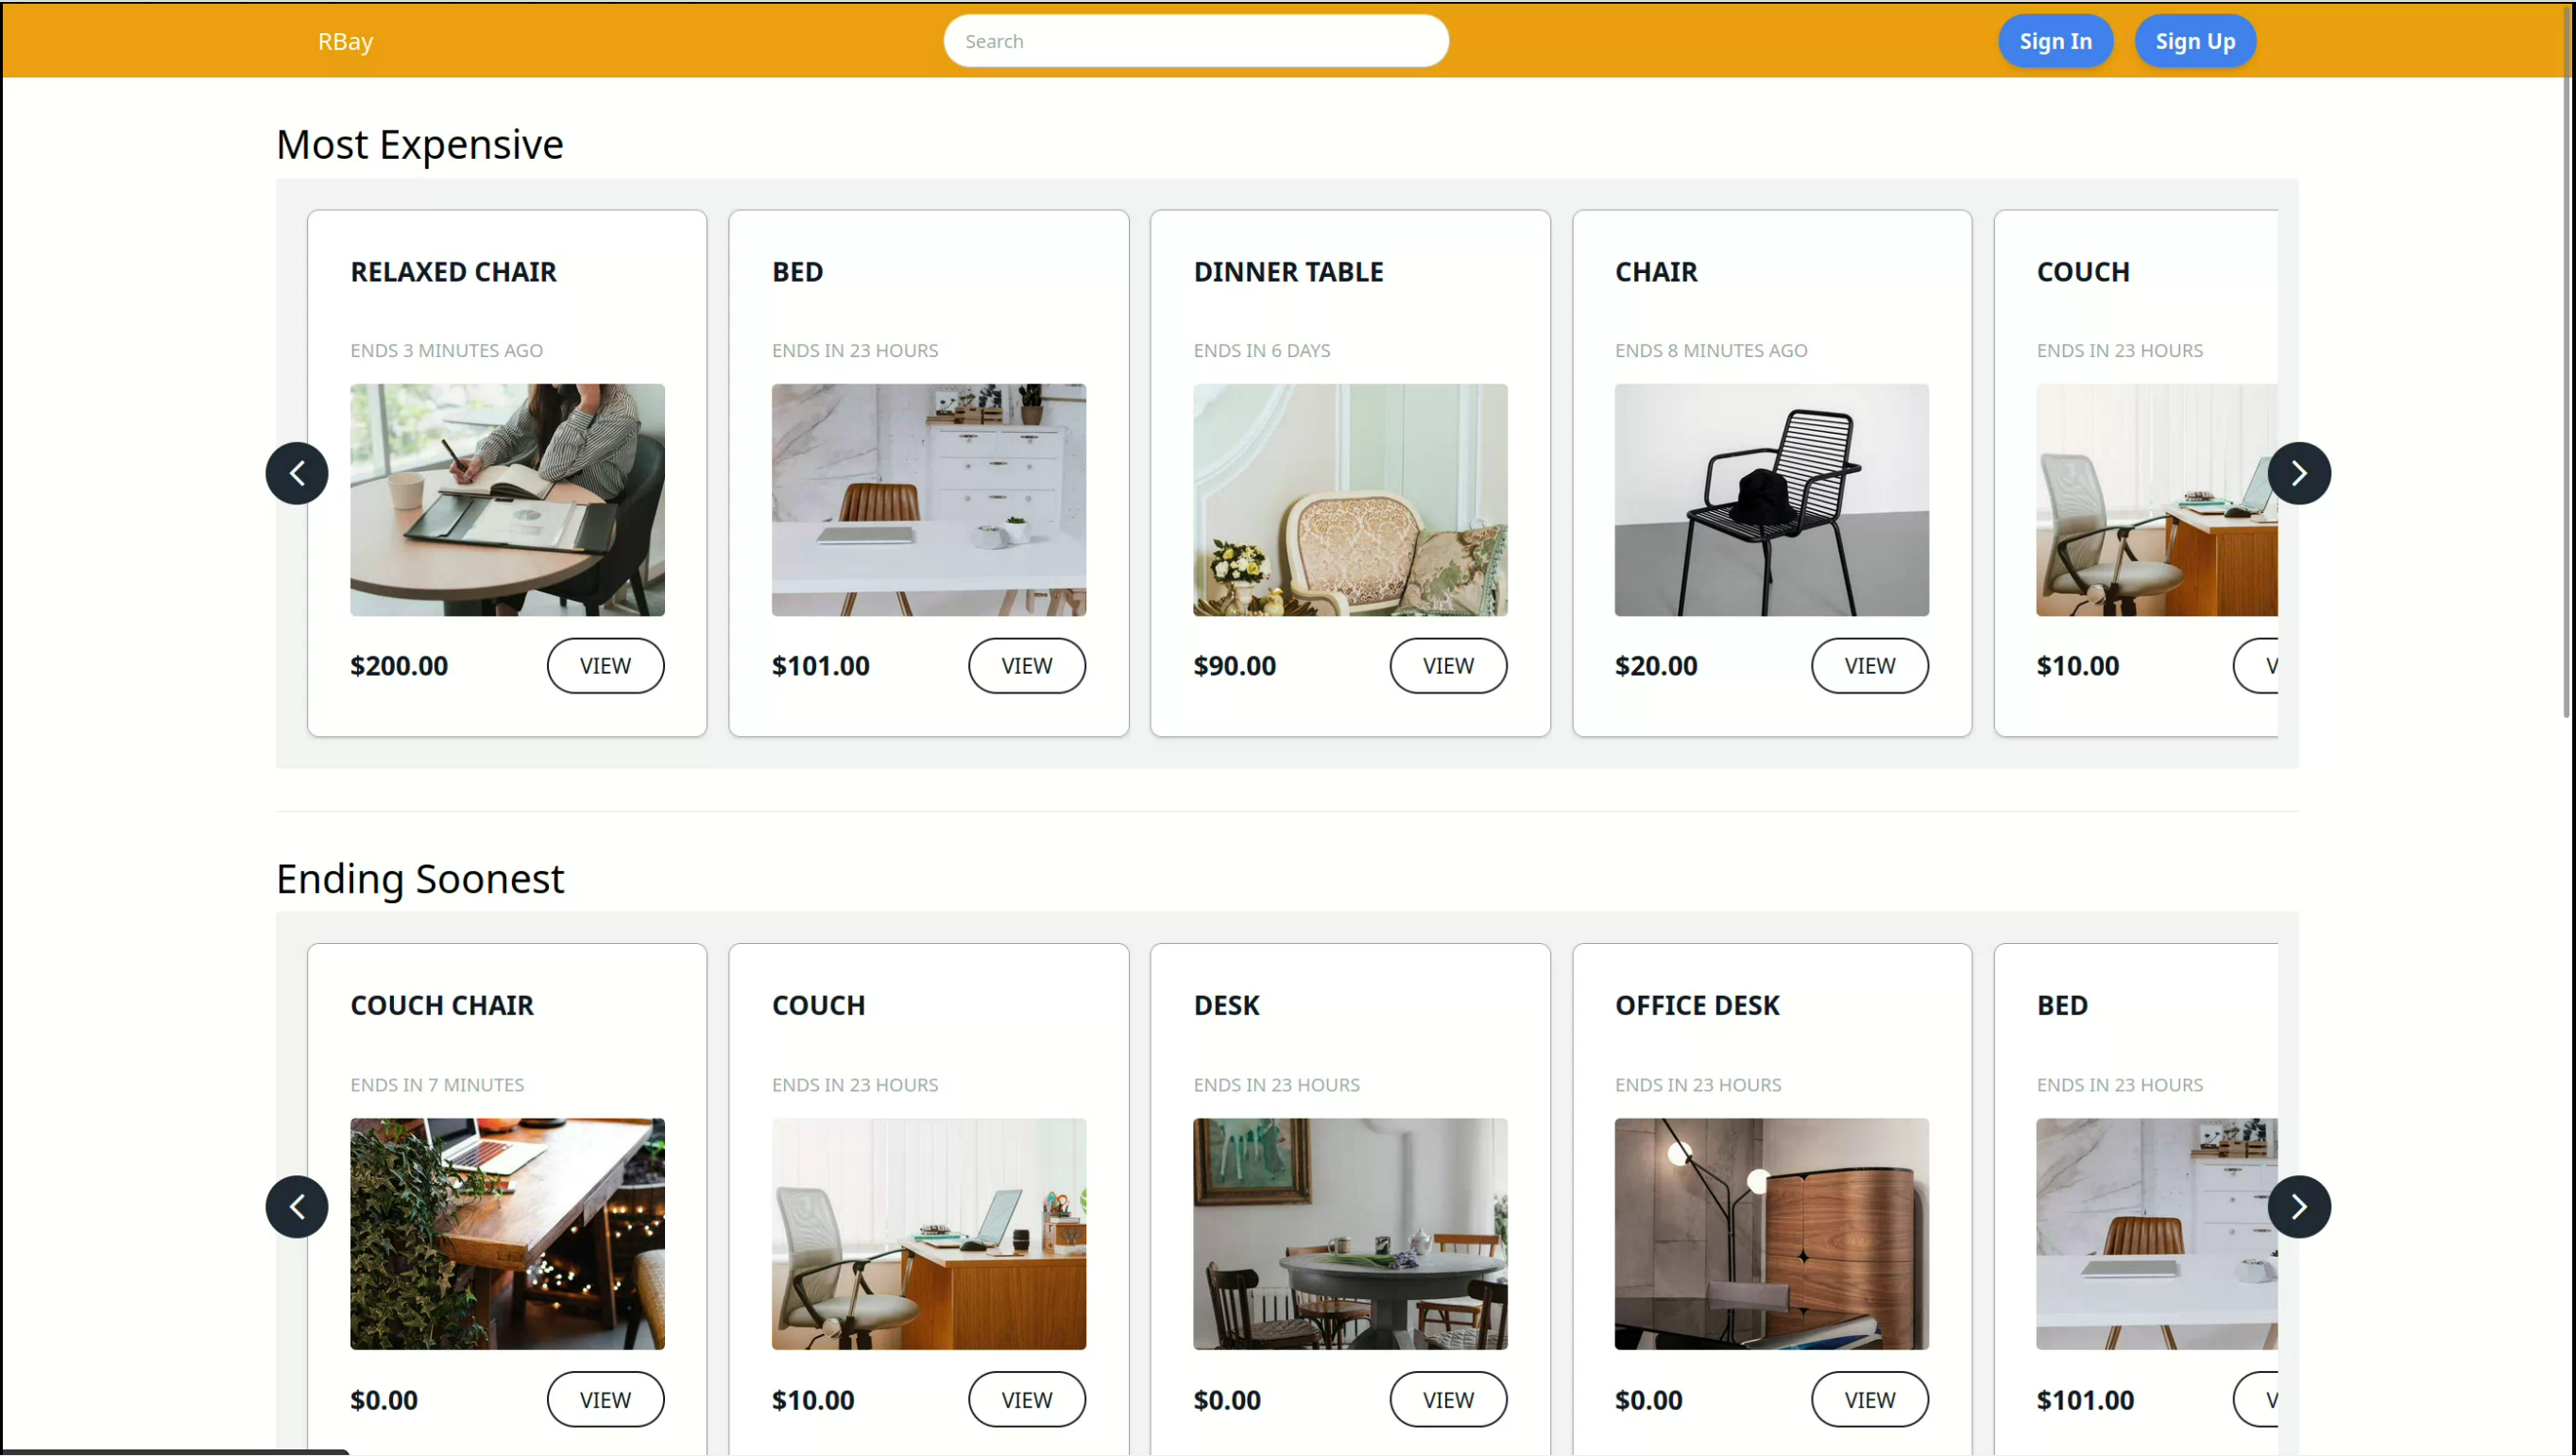 RBay
Search
Sign In
Sign Up
Most Expensive
RELAXED CHAIR
ENDS 3 MINUTES AGO
$200.00
VIEW
BED
ENDS IN 23 HOURS
$101.00
VIEW
DINNER TABLE
ENDS IN 6 DAYS
$90.00
VIEW
CHAIR
ENDS 8 MINUTES AGO
$20.00
VIEW
COUCH
ENDS IN 23 HOURS
$10.00
Ending Soonest
COUCH CHAIR
ENDS IN 7 MINUTES
$0.00
VIEW
COUCH
ENDS IN 23 HOURS
$10.00
VIEW
DESK
ENDS IN 23 HOURS
$0.00
VIEW
OFFICE DESK
ENDS IN 23 HOURS
$0.00
VIEW
BED
ENDS IN 23 HOURS
$101.00